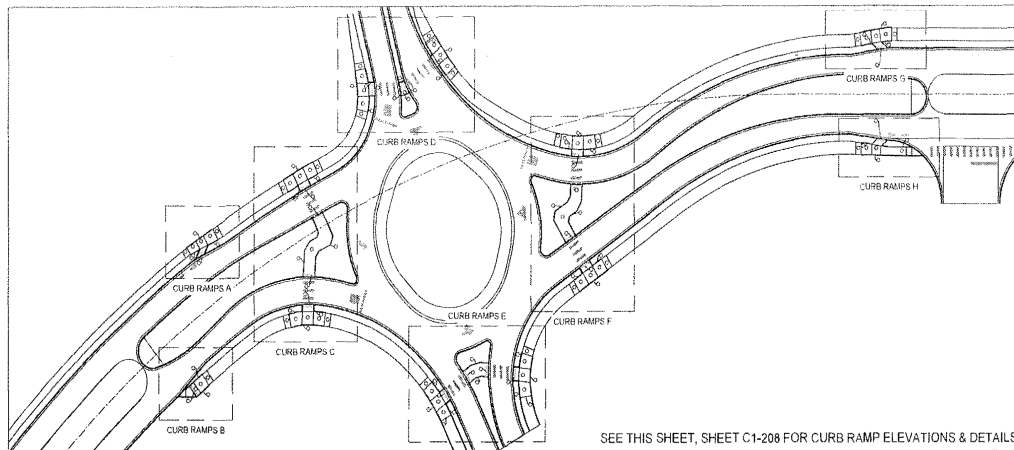 CURB RAMPS G
CURB RAMPS D
CURB RAMPS H
CURB RAMPS A
CURB RAMPS E
CURB RAMPS F
CURB RAMPS C
CURB RAMPS B
SEE THIS SHEET, SHEET C1-208 FOR CURB RAMP ELEVATIONS & DETAILS